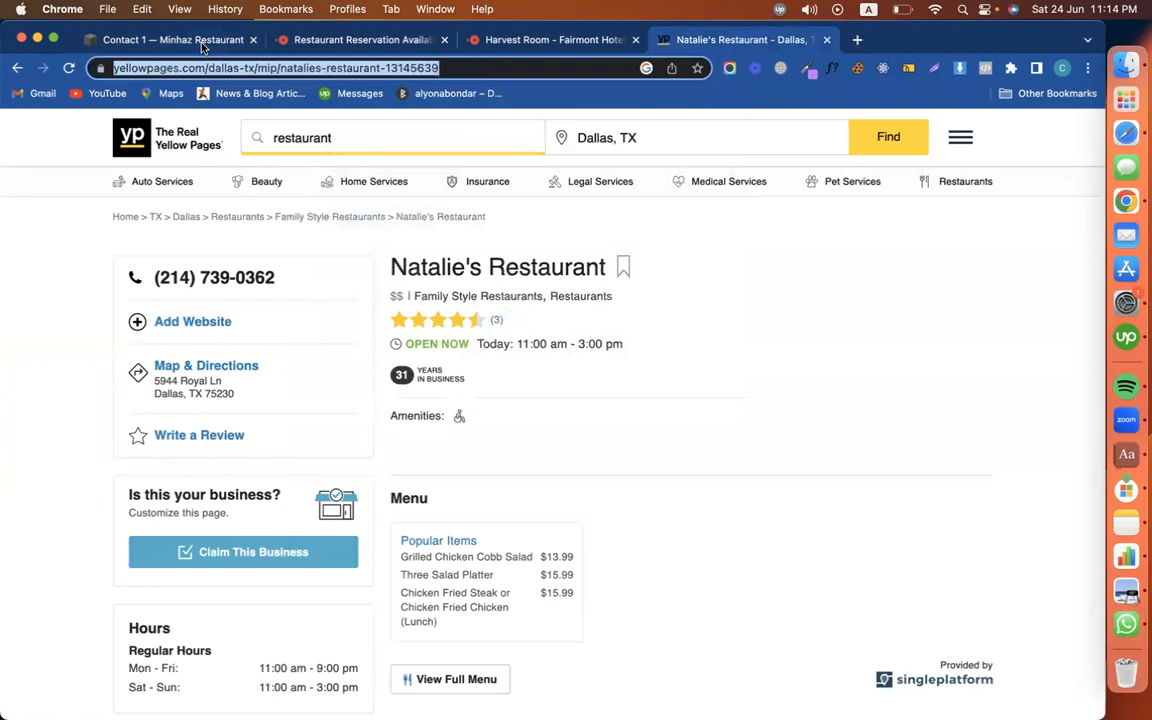 Chrome File Edit View History Bookmarks Profiles Tab Window Help A Sat 24 Jun 11:14 PM
Contact 1 — Minhaz Restaurant Restaurant Reservation Availab Harvest Room - Fairmont Hotel Natalie's Restaurant - Dallas, T
yellowpages.com/dallas-tx/mip/natalies-restaurant-13145639
Gmail YouTube Maps News & Blog Artic... Messages alyonabondar – D... Other Bookmarks
yp The Real Yellow Pages® restaurant Dallas, TX Find
Auto Services Beauty Home Services Insurance Legal Services Medical Services Pet Services Restaurants
Home > TX > Dallas > Restaurants > Family Style Restaurants > Natalie's Restaurant
(214) 739-0362
Add Website
Map & Directions
5944 Royal Ln
Dallas, TX 75230
Write a Review
Natalie's Restaurant
$$ | Family Style Restaurants, Restaurants
(3)
OPEN NOW Today: 11:00 am - 3:00 pm
31 YEARS
IN BUSINESS
Amenities:
Is this your business?
Customize this page.
Claim This Business
Menu
Popular Items
Grilled Chicken Cobb Salad $13.99
Three Salad Platter $15.99
Chicken Fried Steak or $15.99
Chicken Fried Chicken
(Lunch)
View Full Menu
Provided by
singleplatform
Hours
Regular Hours
Mon - Fri: 11:00 am - 9:00 pm
Sat - Sun: 11:00 am - 3:00 pm
up
zoom
Aa